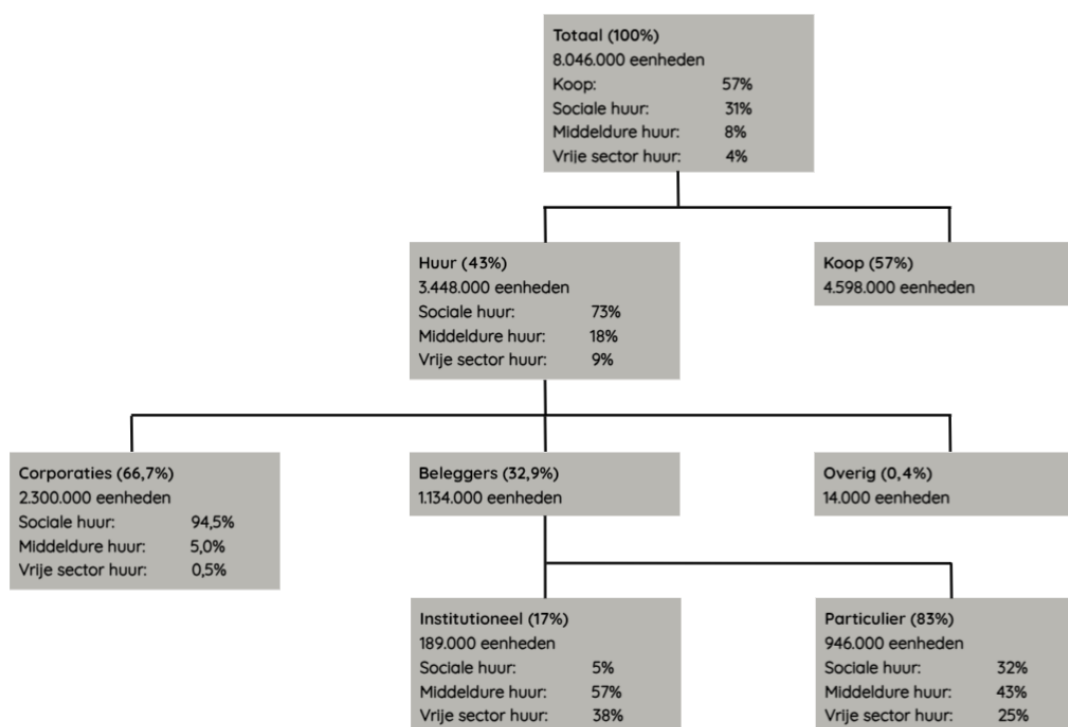 Totaal (100%)
8.046.000 eenheden
Koop: 57%
Sociale huur: 31%
Middeldure huur: 8%
Vrije sector huur: 4%
Huur (43%)
3.448.000 eenheden
Sociale huur: 73%
Middeldure huur: 18%
Vrije sector huur: 9%
Koop (57%)
4.598.000 eenheden
Corporaties (66,7%)
2.300.000 eenheden
Sociale huur: 94,5%
Middeldure huur: 5,0%
Vrije sector huur: 0,5%
Beleggers (32,9%)
1.134.000 eenheden
Overig (0,4%)
14.000 eenheden
Institutioneel (17%)
189.000 eenheden
Sociale huur: 5%
Middeldure huur: 57%
Vrije sector huur: 38%
Particulier (83%)
946.000 eenheden
Sociale huur: 32%
Middeldure huur: 43%
Vrije sector huur: 25%